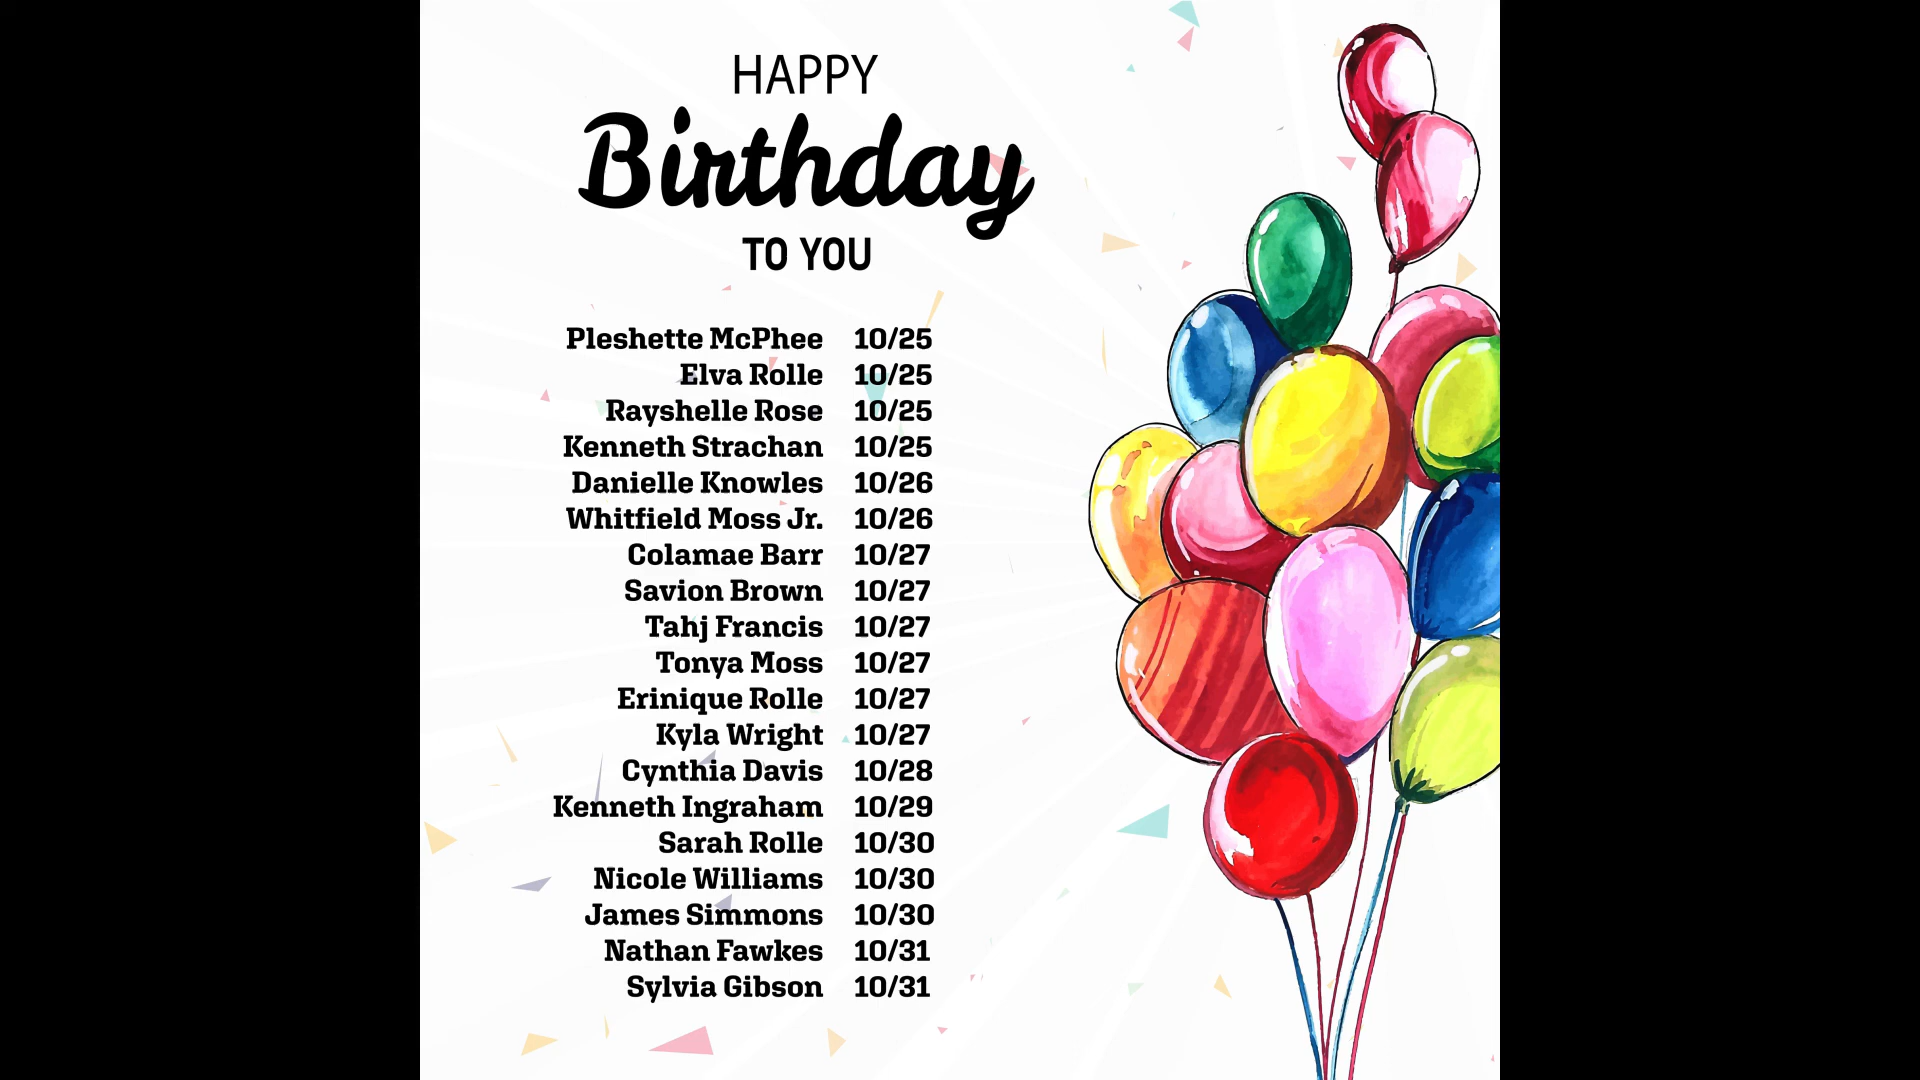 HAPPY
Birthday
TO YOU
Pleshette McPhee 10/25
Elva Rolle 10/25
Rayshelle Rose 10/25
Kenneth Strachan 10/25
Danielle Knowles 10/26
Whitfield Moss Jr. 10/26
Colamae Barr 10/27
Savion Brown 10/27
Tahj Francis 10/27
Tonya Moss 10/27
Erinique Rolle 10/27
Kyla Wright 10/27
Cynthia Davis 10/28
Kenneth Ingraham 10/29
Sarah Rolle 10/30
Nicole Williams 10/30
James Simmons 10/30
Nathan Fawkes 10/31
Sylvia Gibson 10/31